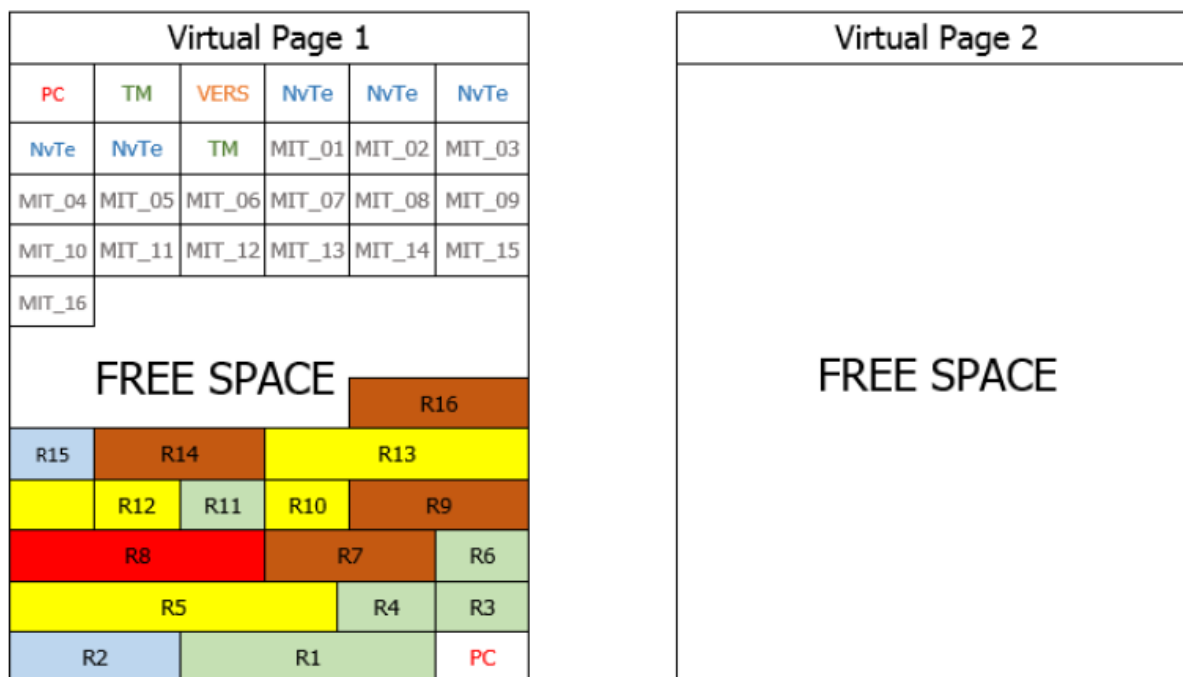 Virtual Page 1
PC TM VERS NvTe NvTe NvTe
NvTe NvTe TM MIT_01 MIT_02 MIT_03
MIT_04 MIT_05 MIT_06 MIT_07 MIT_08 MIT_09
MIT_10 MIT_11 MIT_12 MIT_13 MIT_14 MIT_15
MIT_16
FREE SPACE
R16
R15 R14 R13
R12 R11 R10 R9
R8 R7 R6
R5 R4 R3
R2 R1 PC
Virtual Page 2
FREE SPACE